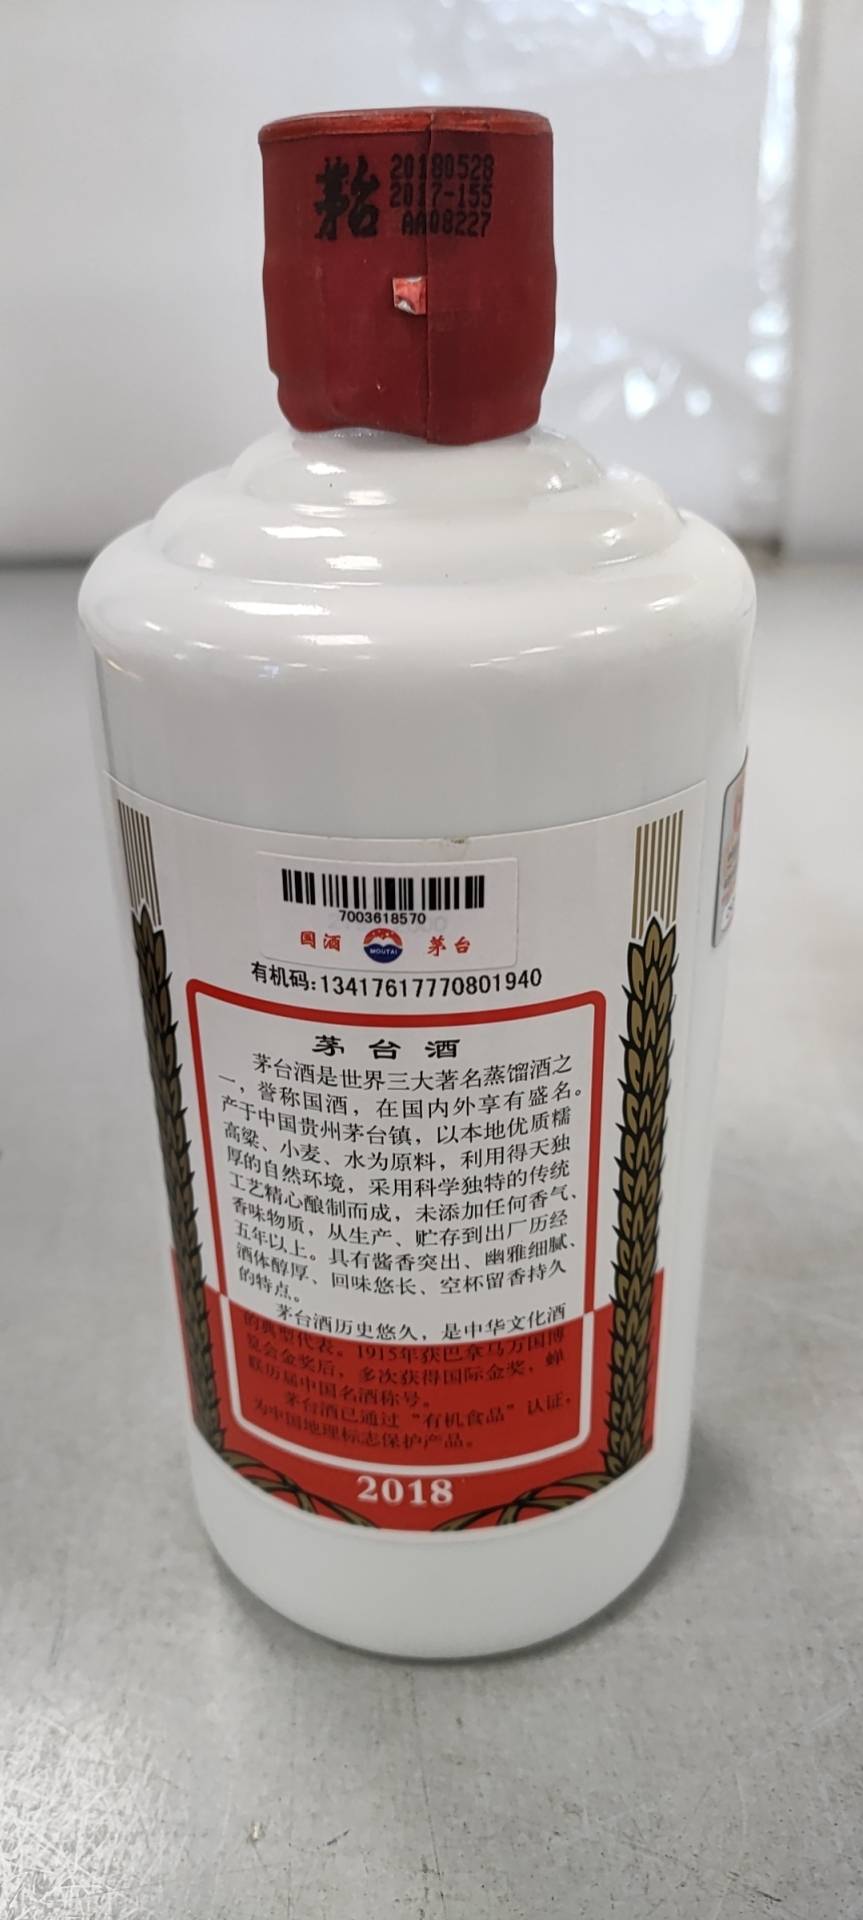 茅台
20180528
2017-155
AA08227
7003618570
国酒 MOUTAI 茅台
有机码:13417617770801940
茅台酒
茅台酒是世界三大著名蒸馏酒之
一，誉称国酒，在国内外享有盛名。
产于中国贵州茅台镇，以本地优质糯
高粱、小麦、水为原料，利用得天独
厚的自然环境，采用科学独特的传统
工艺精心酿制而成，未添加任何香气、
香味物质，从生产、贮存到出厂历经
五年以上。具有酱香突出、幽雅细腻、
酒体醇厚、回味悠长、空杯留香持久
的特点。
茅台酒历史悠久，是中华文化酒
的典型代表。1915年获巴拿马万国博
览会金奖后，多次获得国际金奖，蝉
联历届中国名酒称号。
茅台酒已通过“有机食品”认证，
为中国地理标志保护产品。
2018